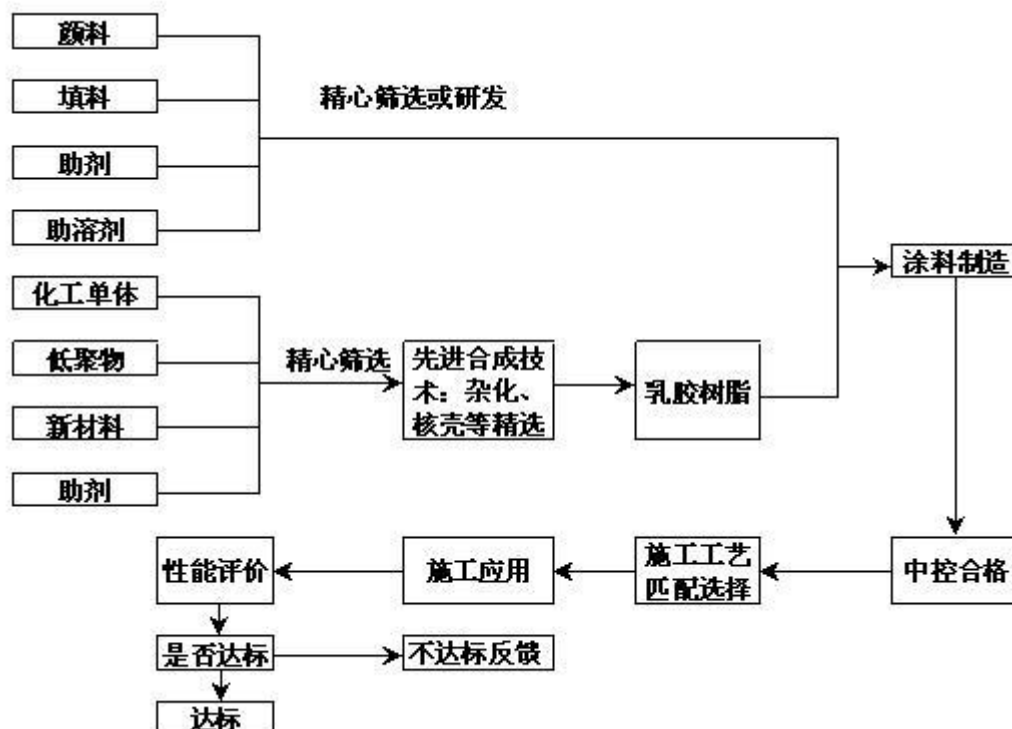 颜料
填料
精心筛选或研发
助剂
助溶剂
涂料制造
化工单体
低聚物
精心筛选
先进合成技
术：杂化、
核壳等精选
乳胶树脂
新材料
助剂
性能评价
施工应用
施工工艺
匹配选择
中控合格
是否达标
不达标反馈
达标